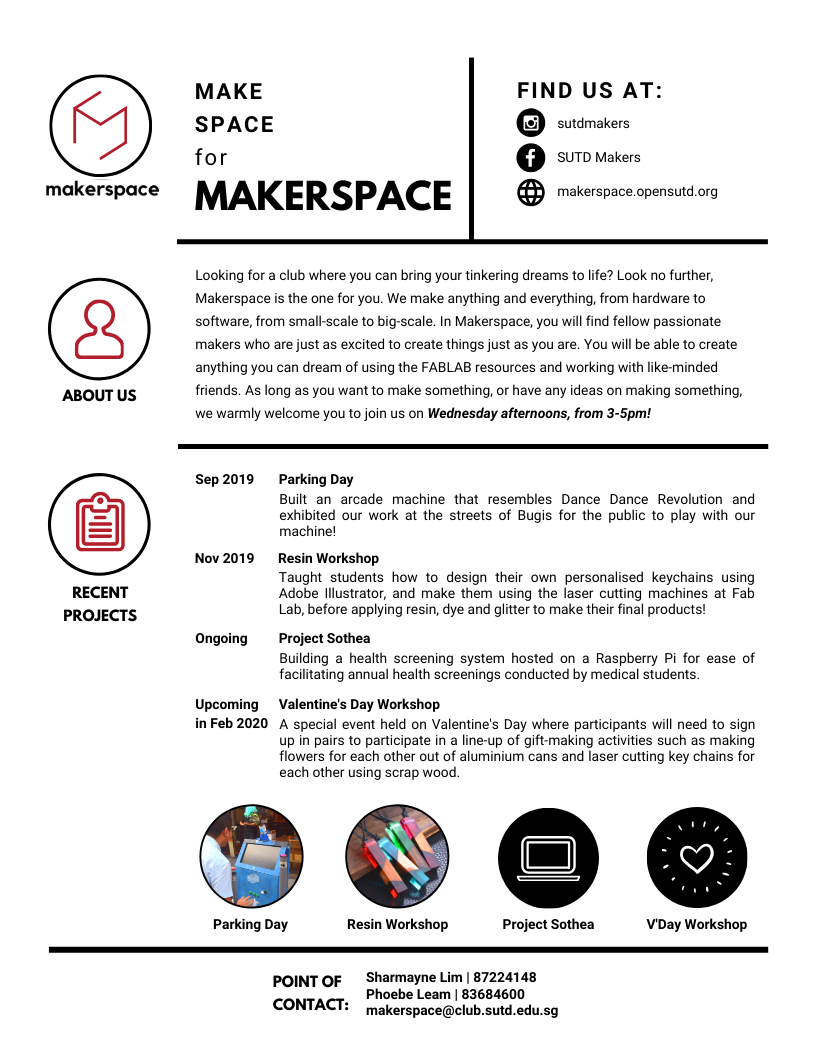 makerspace
MAKE
SPACE
for
MAKERSPACE
FIND US AT:
sutdmakers
SUTD Makers
makerspace.opensutd.org
ABOUT US
Looking for a club where you can bring your tinkering dreams to life? Look no further,
Makerspace is the one for you. We make anything and everything, from hardware to
software, from small-scale to big-scale. In Makerspace, you will find fellow passionate
makers who are just as excited to create things just as you are. You will be able to create
anything you can dream of using the FABLAB resources and working with like-minded
friends. As long as you want to make something, or have any ideas on making something,
we warmly welcome you to join us on Wednesday afternoons, from 3-5pm!
RECENT
PROJECTS
Sep 2019 Parking Day
Built an arcade machine that resembles Dance Dance Revolution and
exhibited our work at the streets of Bugis for the public to play with our
machine!
Nov 2019 Resin Workshop
Taught students how to design their own personalised keychains using
Adobe Illustrator, and make them using the laser cutting machines at Fab
Lab, before applying resin, dye and glitter to make their final products!
Ongoing Project Sothea
Building a health screening system hosted on a Raspberry Pi for ease of
facilitating annual health screenings conducted by medical students.
Upcoming Valentine's Day Workshop
in Feb 2020 A special event held on Valentine's Day where participants will need to sign
up in pairs to participate in a line-up of gift-making activities such as making
flowers for each other out of aluminium cans and laser cutting key chains for
each other using scrap wood.
Parking Day
Resin Workshop
Project Sothea
V'Day Workshop
POINT OF
CONTACT:
Sharmayne Lim | 87224148
Phoebe Leam | 83684600
makerspace@club.sutd.edu.sg